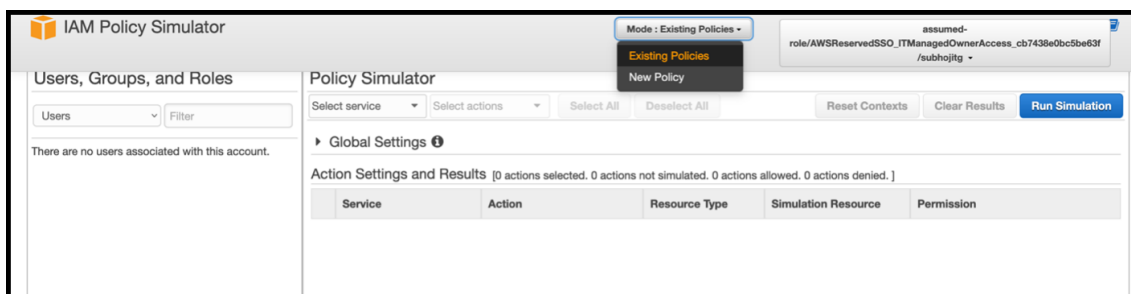 IAM Policy Simulator
Mode : Existing Policies
Existing Policies
New Policy
assumed-
role/AWSReservedSSO_ITManagedOwnerAccess_cb7438e0bc5be63f
/subhojitg
Users, Groups, and Roles
Users
Filter
There are no users associated with this account.
Policy Simulator
Select service
Select actions
Select All
Deselect All
Reset Contexts
Clear Results
Run Simulation
Global Settings
Action Settings and Results [0 actions selected. 0 actions not simulated. 0 actions allowed. 0 actions denied. ]
Service Action Resource Type Simulation Resource Permission